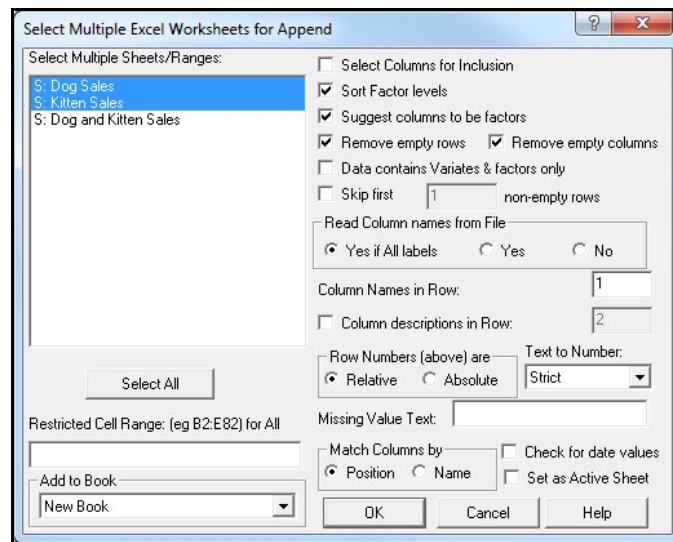 Select Multiple Excel Worksheets for Append
Select Multiple Sheets/Ranges:
S: Dog Sales
S: Kitten Sales
S: Dog and Kitten Sales
Select All
Restricted Cell Range: (eg B2:E82) for All
Add to Book
New Book
Select Columns for Inclusion
Sort Factor levels
Suggest columns to be factors
Remove empty rows Remove empty columns
Data contains Variates & factors only
Skip first 1 non-empty rows
Read Column names from File
Yes if All labels Yes No
Column Names in Row: 1
Column descriptions in Row: 2
Row Numbers (above) are Text to Number:
Relative Absolute Strict
Missing Value Text:
Match Columns by Check for date values
Position Name Set as Active Sheet
OK Cancel Help